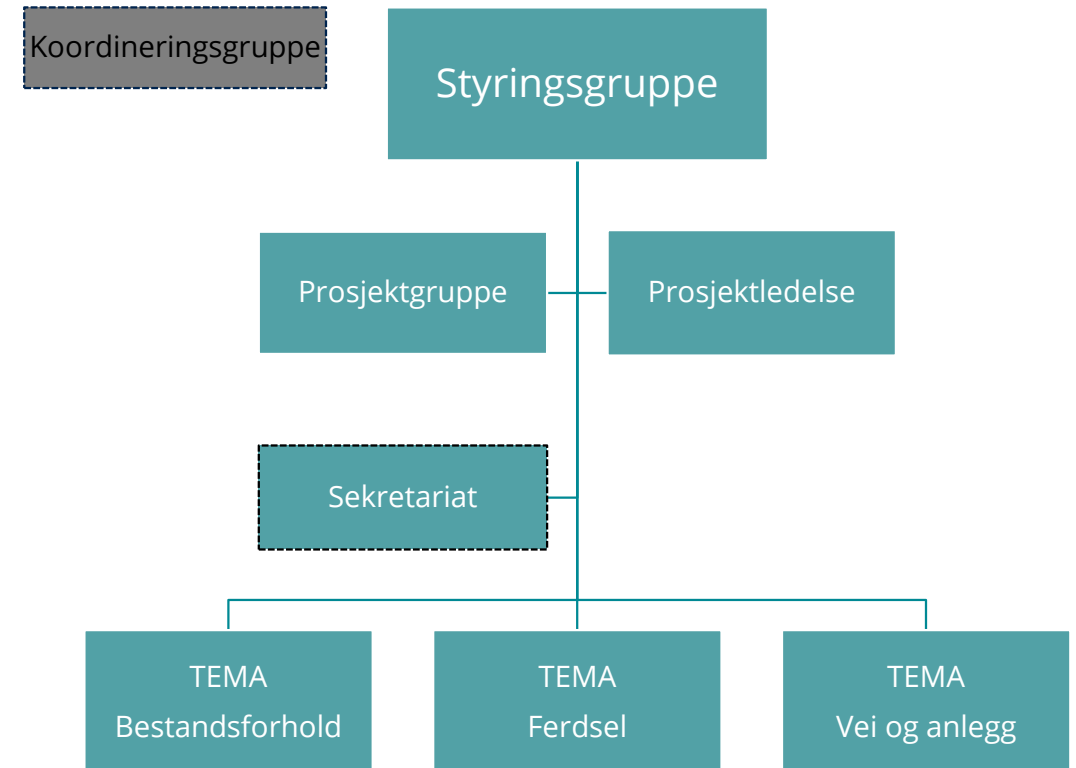 Koordineringsgruppe
Styringsgruppe
Prosjektgruppe
Prosjektledelse
Sekretariat
TEMA
Bestandsforhold
TEMA
Ferdsel
TEMA
Vei og anlegg